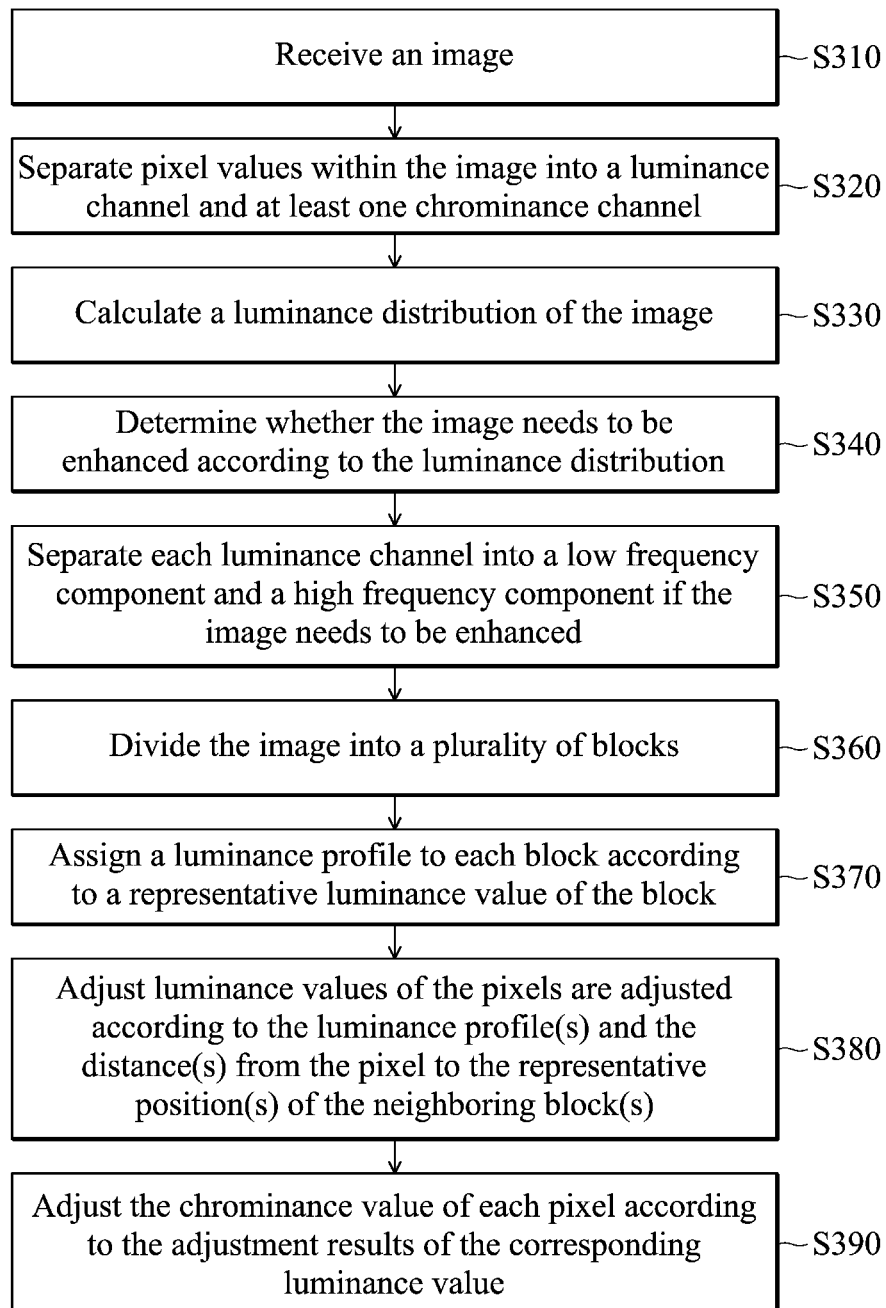 Receive an image
S310
Separate pixel values within the image into a luminance
channel and at least one chrominance channel
S320
Calculate a luminance distribution of the image
S330
Determine whether the image needs to be
enhanced according to the luminance distribution
S340
Separate each luminance channel into a low frequency
component and a high frequency component if the
image needs to be enhanced
S350
Divide the image into a plurality of blocks
S360
Assign a luminance profile to each block according
to a representative luminance value of the block
S370
Adjust luminance values of the pixels are adjusted
according to the luminance profile(s) and the
distance(s) from the pixel to the representative
position(s) of the neighboring block(s)
S380
Adjust the chrominance value of each pixel according
to the adjustment results of the corresponding
luminance value
S390